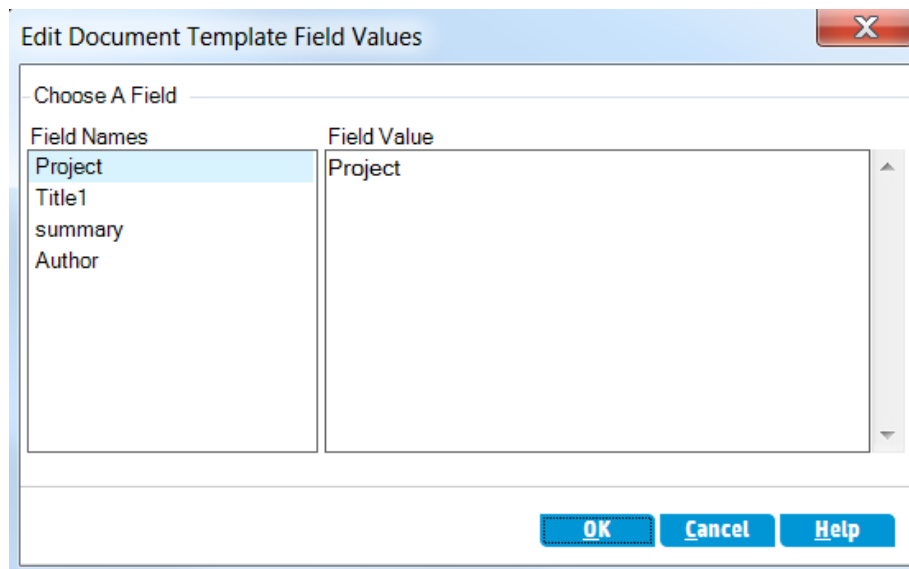 Edit Document Template Field Values
X
Choose A Field
Field Names
Field Value
Project
Title1
summary
Author
Project
OK
Cancel
Help